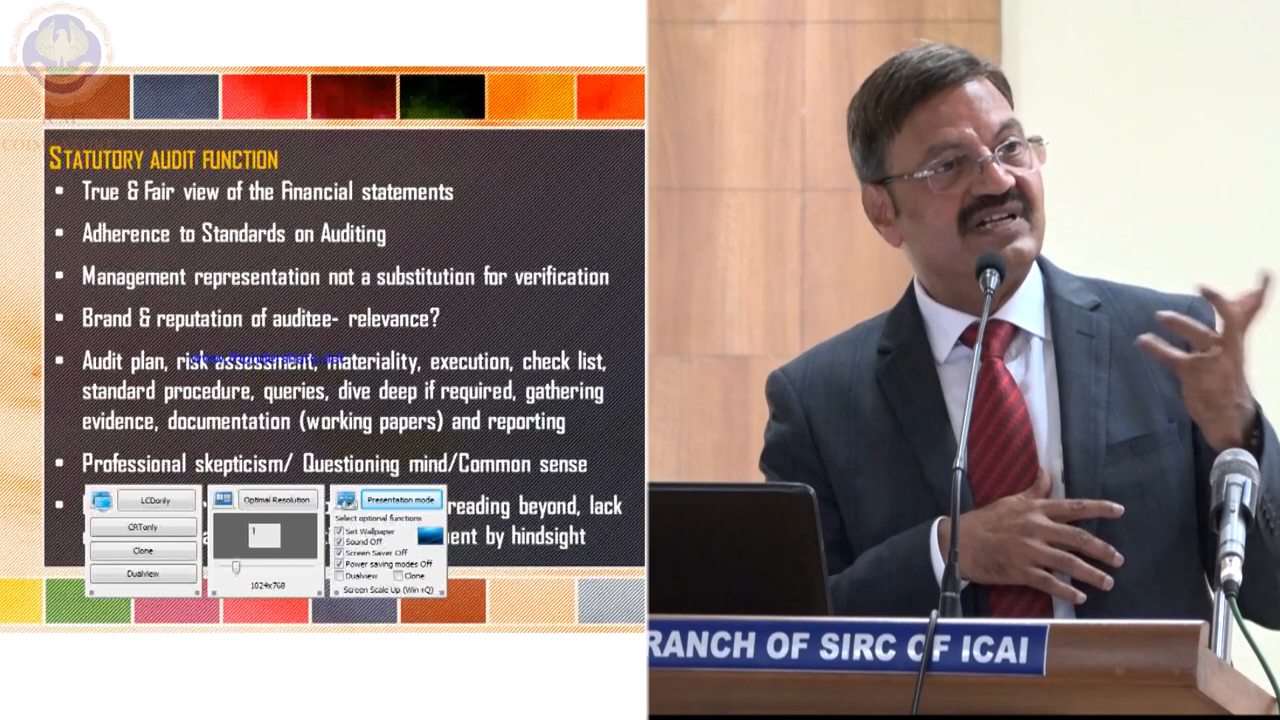 STATUTORY AUDIT FUNCTION
True & Fair view of the Financial statements
Adherence to Standards on Auditing
Management representation not a substitution for verification
Brand & reputation of auditee- relevance?
Audit plan, risk assessment, materiality, execution, check list,
standard procedure, queries, dive deep if required, gathering
evidence, documentation (working papers) and reporting
Professional skepticism/ Questioning mind/Common sense
reading beyond, lack
by hindsight
LCDonly
CRTonly
Clone
Dualview
Optimal Resolution
1
1024x768
Presentation mode
Select optional functions
Set Wallpaper
Sound Off
Screen Saver Off
Power saving modes Off
Dualview
Clone
Screen Scale Up (Win +Q)
OF SIRC OF ICAI